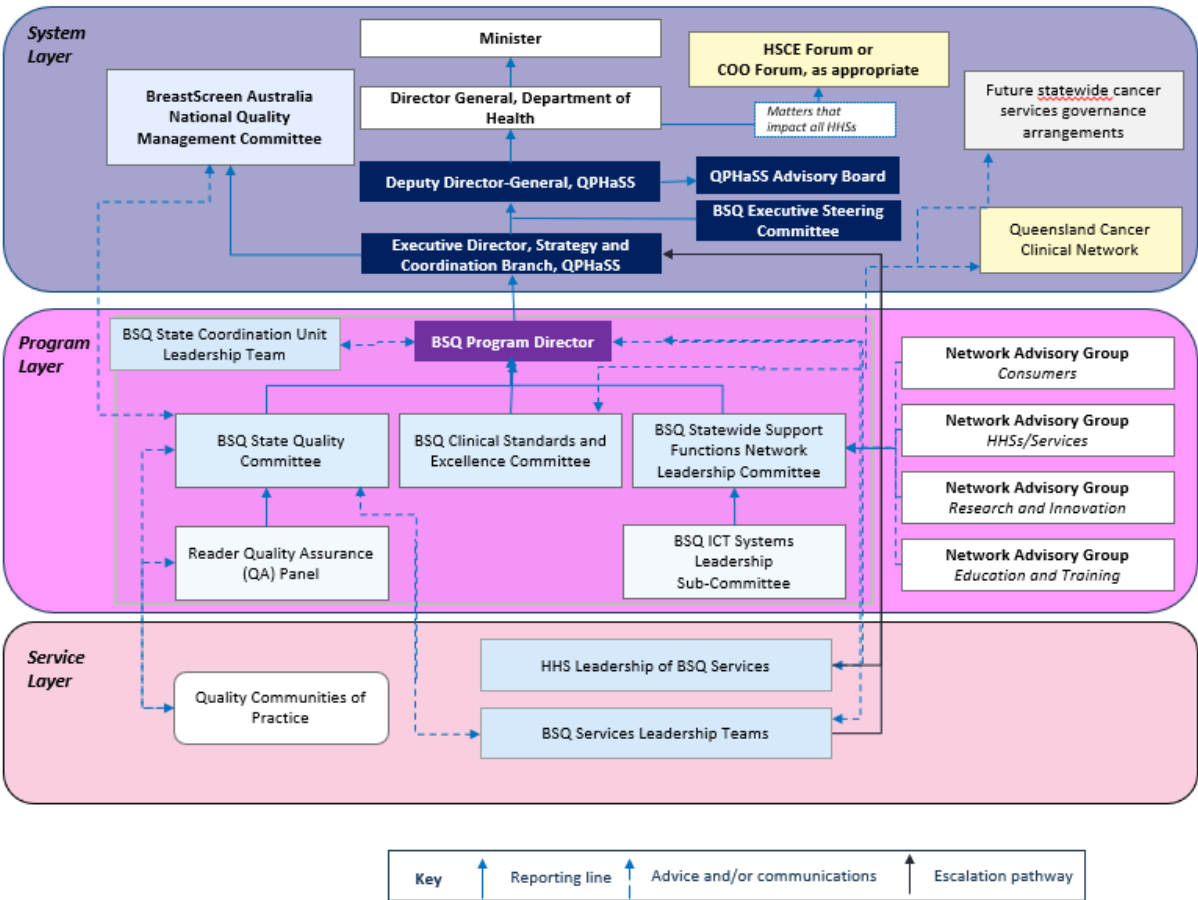 System
Layer
Minister
HSCE Forum or
COO Forum, as appropriate
BreastScreen Australia
National Quality
Management Committee
Director General, Department of
Health
Matters that
impact all HHSs
Future statewide cancer
services governance
arrangements
Deputy Director-General, QPHaSS
QPHaSS Advisory Board
BSQ Executive Steering
Committee
Executive Director, Strategy and
Coordination Branch, QPHaSS
Queensland Cancer
Clinical Network
Program
Layer
BSQ State Coordination Unit
Leadership Team
BSQ Program Director
Network Advisory Group
Consumers
Network Advisory Group
HHSs/Services
Network Advisory Group
Research and Innovation
Network Advisory Group
Education and Training
BSQ State Quality
Committee
BSQ Clinical Standards and
Excellence Committee
BSQ Statewide Support
Functions Network
Leadership Committee
Reader Quality Assurance
(QA) Panel
BSQ ICT Systems
Leadership
Sub-Committee
Service
Layer
HHS Leadership of BSQ Services
Quality Communities of
Practice
BSQ Services Leadership Teams
Key
Reporting line
Advice and/or communications
Escalation pathway